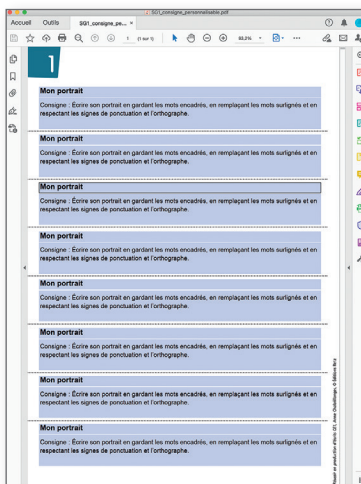 SG1_consigne_personnalisable.pdf
Accueil Outils SG1_consigne_pe... ×
1 (1 sur 1) 93,2%
1
Mon portrait
Consigne : Écrire son portrait en gardant les mots encadrés, en remplaçant les mots surlignés et en
respectant les signes de ponctuation et l'orthographe.
Mon portrait
Consigne : Écrire son portrait en gardant les mots encadrés, en remplaçant les mots surlignés et en
respectant les signes de ponctuation et l'orthographe.
Mon portrait
Consigne : Écrire son portrait en gardant les mots encadrés, en remplaçant les mots surlignés et en
respectant les signes de ponctuation et l'orthographe.
Mon portrait
Consigne : Écrire son portrait en gardant les mots encadrés, en remplaçant les mots surlignés et en
respectant les signes de ponctuation et l'orthographe.
Mon portrait
Consigne : Écrire son portrait en gardant les mots encadrés, en remplaçant les mots surlignés et en
respectant les signes de ponctuation et l'orthographe.
Mon portrait
Consigne : Écrire son portrait en gardant les mots encadrés, en remplaçant les mots surlignés et en
respectant les signes de ponctuation et l'orthographe.
Mon portrait
Consigne : Écrire son portrait en gardant les mots encadrés, en remplaçant les mots surlignés et en
respectant les signes de ponctuation et l'orthographe.
Mon portrait
Consigne : Écrire son portrait en gardant les mots encadrés, en remplaçant les mots surlignés et en
respectant les signes de ponctuation et l'orthographe.
en production d'écrits CE1, Anne